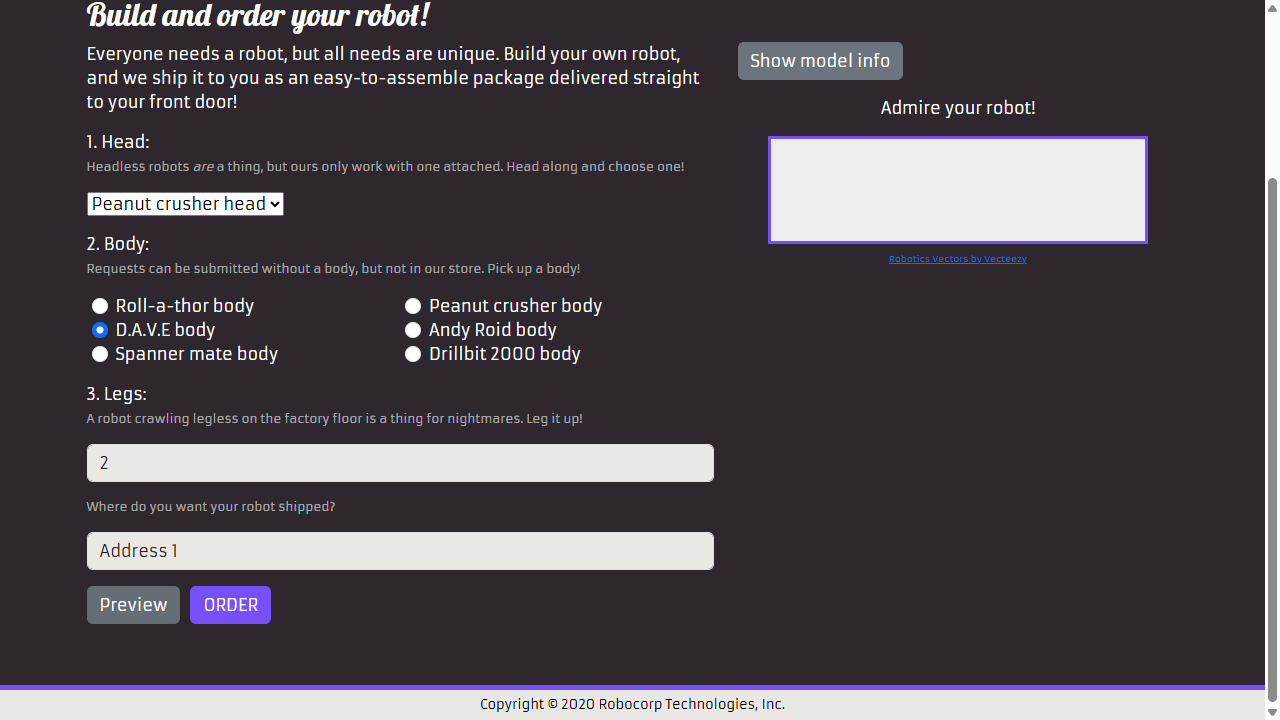 Build and order your robot!
Everyone needs a robot, but all needs are unique. Build your own robot,
and we ship it to you as an easy-to-assemble package delivered straight
to your front door!
1. Head:
Headless robots are a thing, but ours only work with one attached. Head along and choose one!
Peanut crusher head
2. Body:
Requests can be submitted without a body, but not in our store. Pick up a body!
Roll-a-thor body
Peanut crusher body
D.A.V.E body
Andy Roid body
Spanner mate body
Drillbit 2000 body
3. Legs:
A robot crawling legless on the factory floor is a thing for nightmares. Leg it up!
2
Where do you want your robot shipped?
Address 1
Preview
ORDER
Show model info
Admire your robot!
Robotics Vectors by Vecteezy
Copyright © 2020 Robocorp Technologies, Inc.